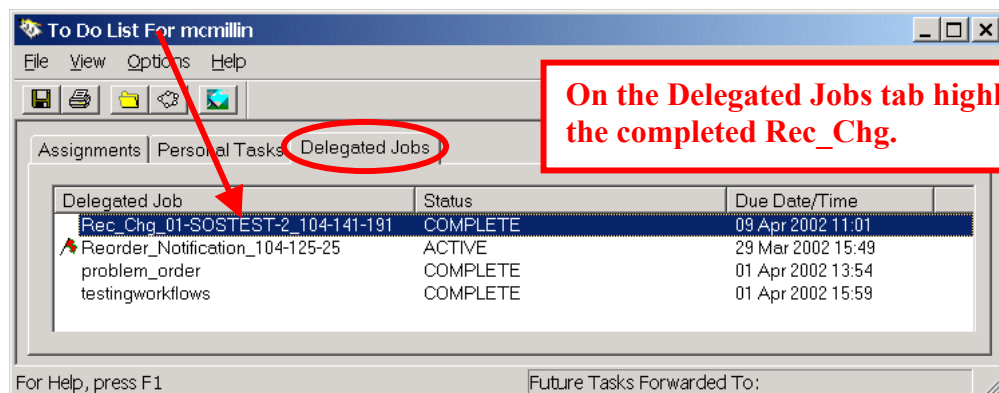 To Do List For mcmillin
File View Options Help
On the Delegated Jobs tab highl
the completed Rec_Chg.
Assignments Personal Tasks Delegated Jobs
Delegated Job Status Due Date/Time
Rec_Chg_01-SOSTEST-2_104-141-191 COMPLETE 09 Apr 2002 11:01
Reorder_Notification_104-125-25 ACTIVE 29 Mar 2002 15:49
problem_order COMPLETE 01 Apr 2002 13:54
testingworkflows COMPLETE 01 Apr 2002 15:59
For Help, press F1 Future Tasks Forwarded To: